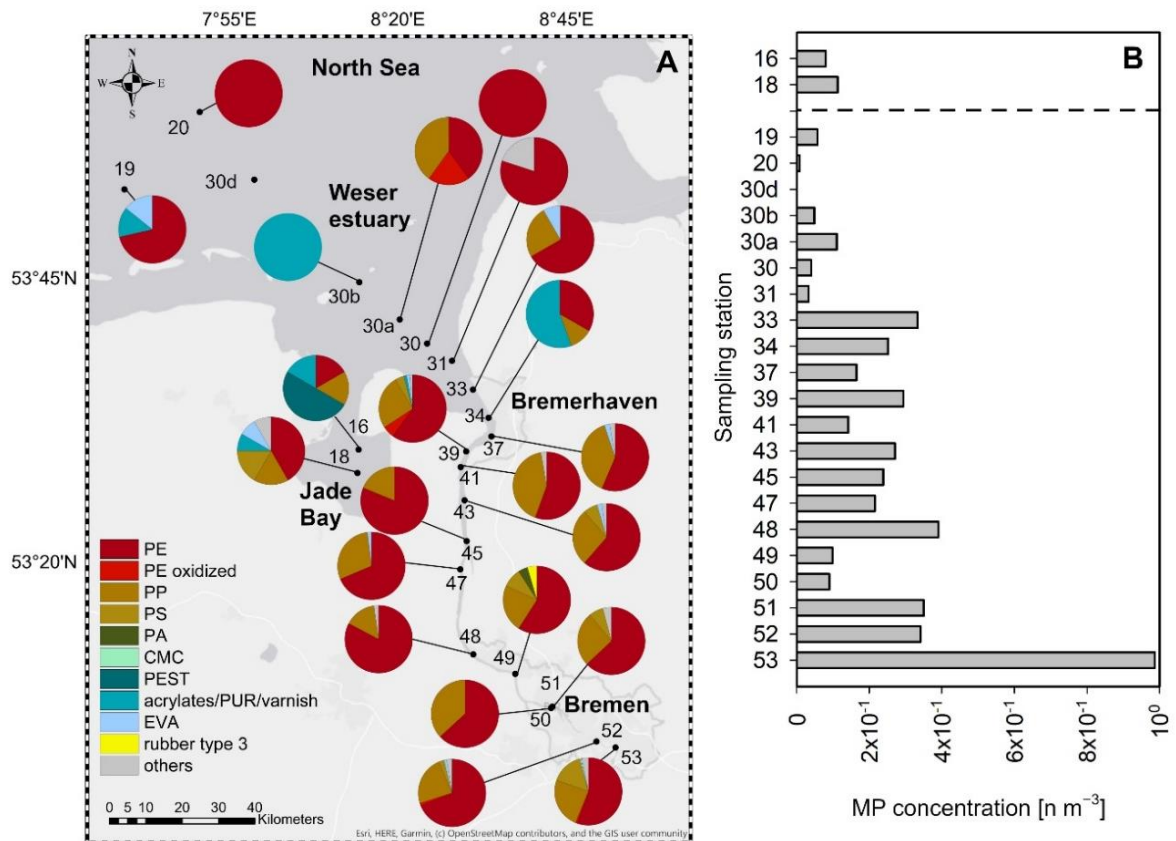 7°55'E
8°20'E
8°45'E
53°45'N
53°20'N
A
N
W E
S
North Sea
20
19
30d
Weser
estuary
30b
30a
30
31
33
34
Bremerhaven
37
16
18
39
41
Jade
Bay
43
45
47
48
49
51
50
Bremen
52
53
PE
PE oxidized
PP
PS
PA
CMC
PEST
acrylates/PUR/varnish
EVA
rubber type 3
others
0 5 10 20 30 40
Kilometers
Esri, HERE, Garmin, (c) OpenStreetMap contributors, and the GIS user community
B
Sampling station
16
18
19
20
30d
30b
30a
30
31
33
34
37
39
41
43
45
47
48
49
50
51
52
53
0
2x10⁻¹
4x10⁻¹
6x10⁻¹
8x10⁻¹
10⁰
MP concentration [n m⁻³]